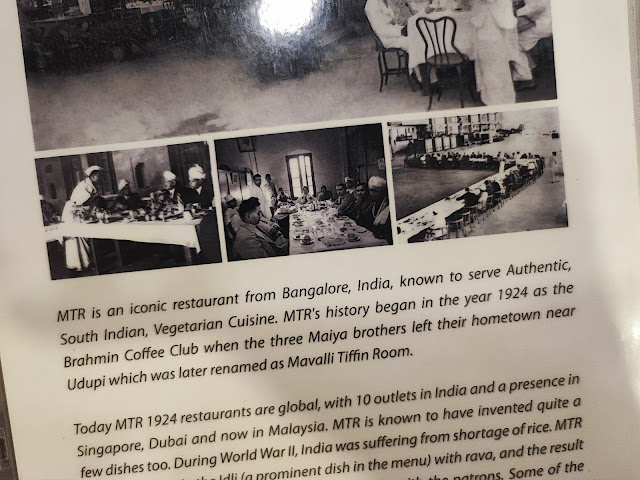 MTR is an iconic restaurant from Bangalore, India, known to serve Authentic,
South Indian, Vegetarian Cuisine. MTR's history began in the year 1924 as the
Brahmin Coffee Club when the three Maiya brothers left their hometown near
Udupi which was later renamed as Mavalli Tiffin Room.
Today MTR 1924 restaurants are global, with 10 outlets in India and a presence in
Singapore, Dubai and now in Malaysia. MTR is known to have invented quite a
few dishes too. During World War II, India was suffering from shortage of rice. MTR
the Idli (a prominent dish in the menu) with rava, and the result
with the patrons. Some of the